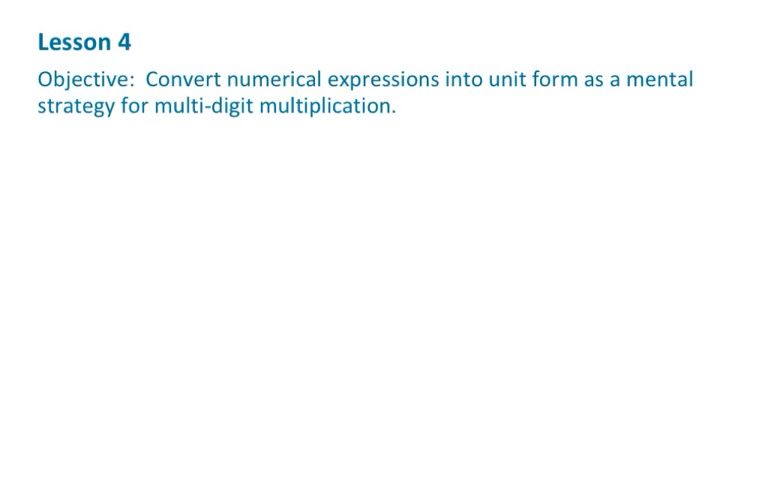 Lesson 4
Objective:  Convert numerical expressions into unit form as a mental
strategy for multi-digit multiplication.